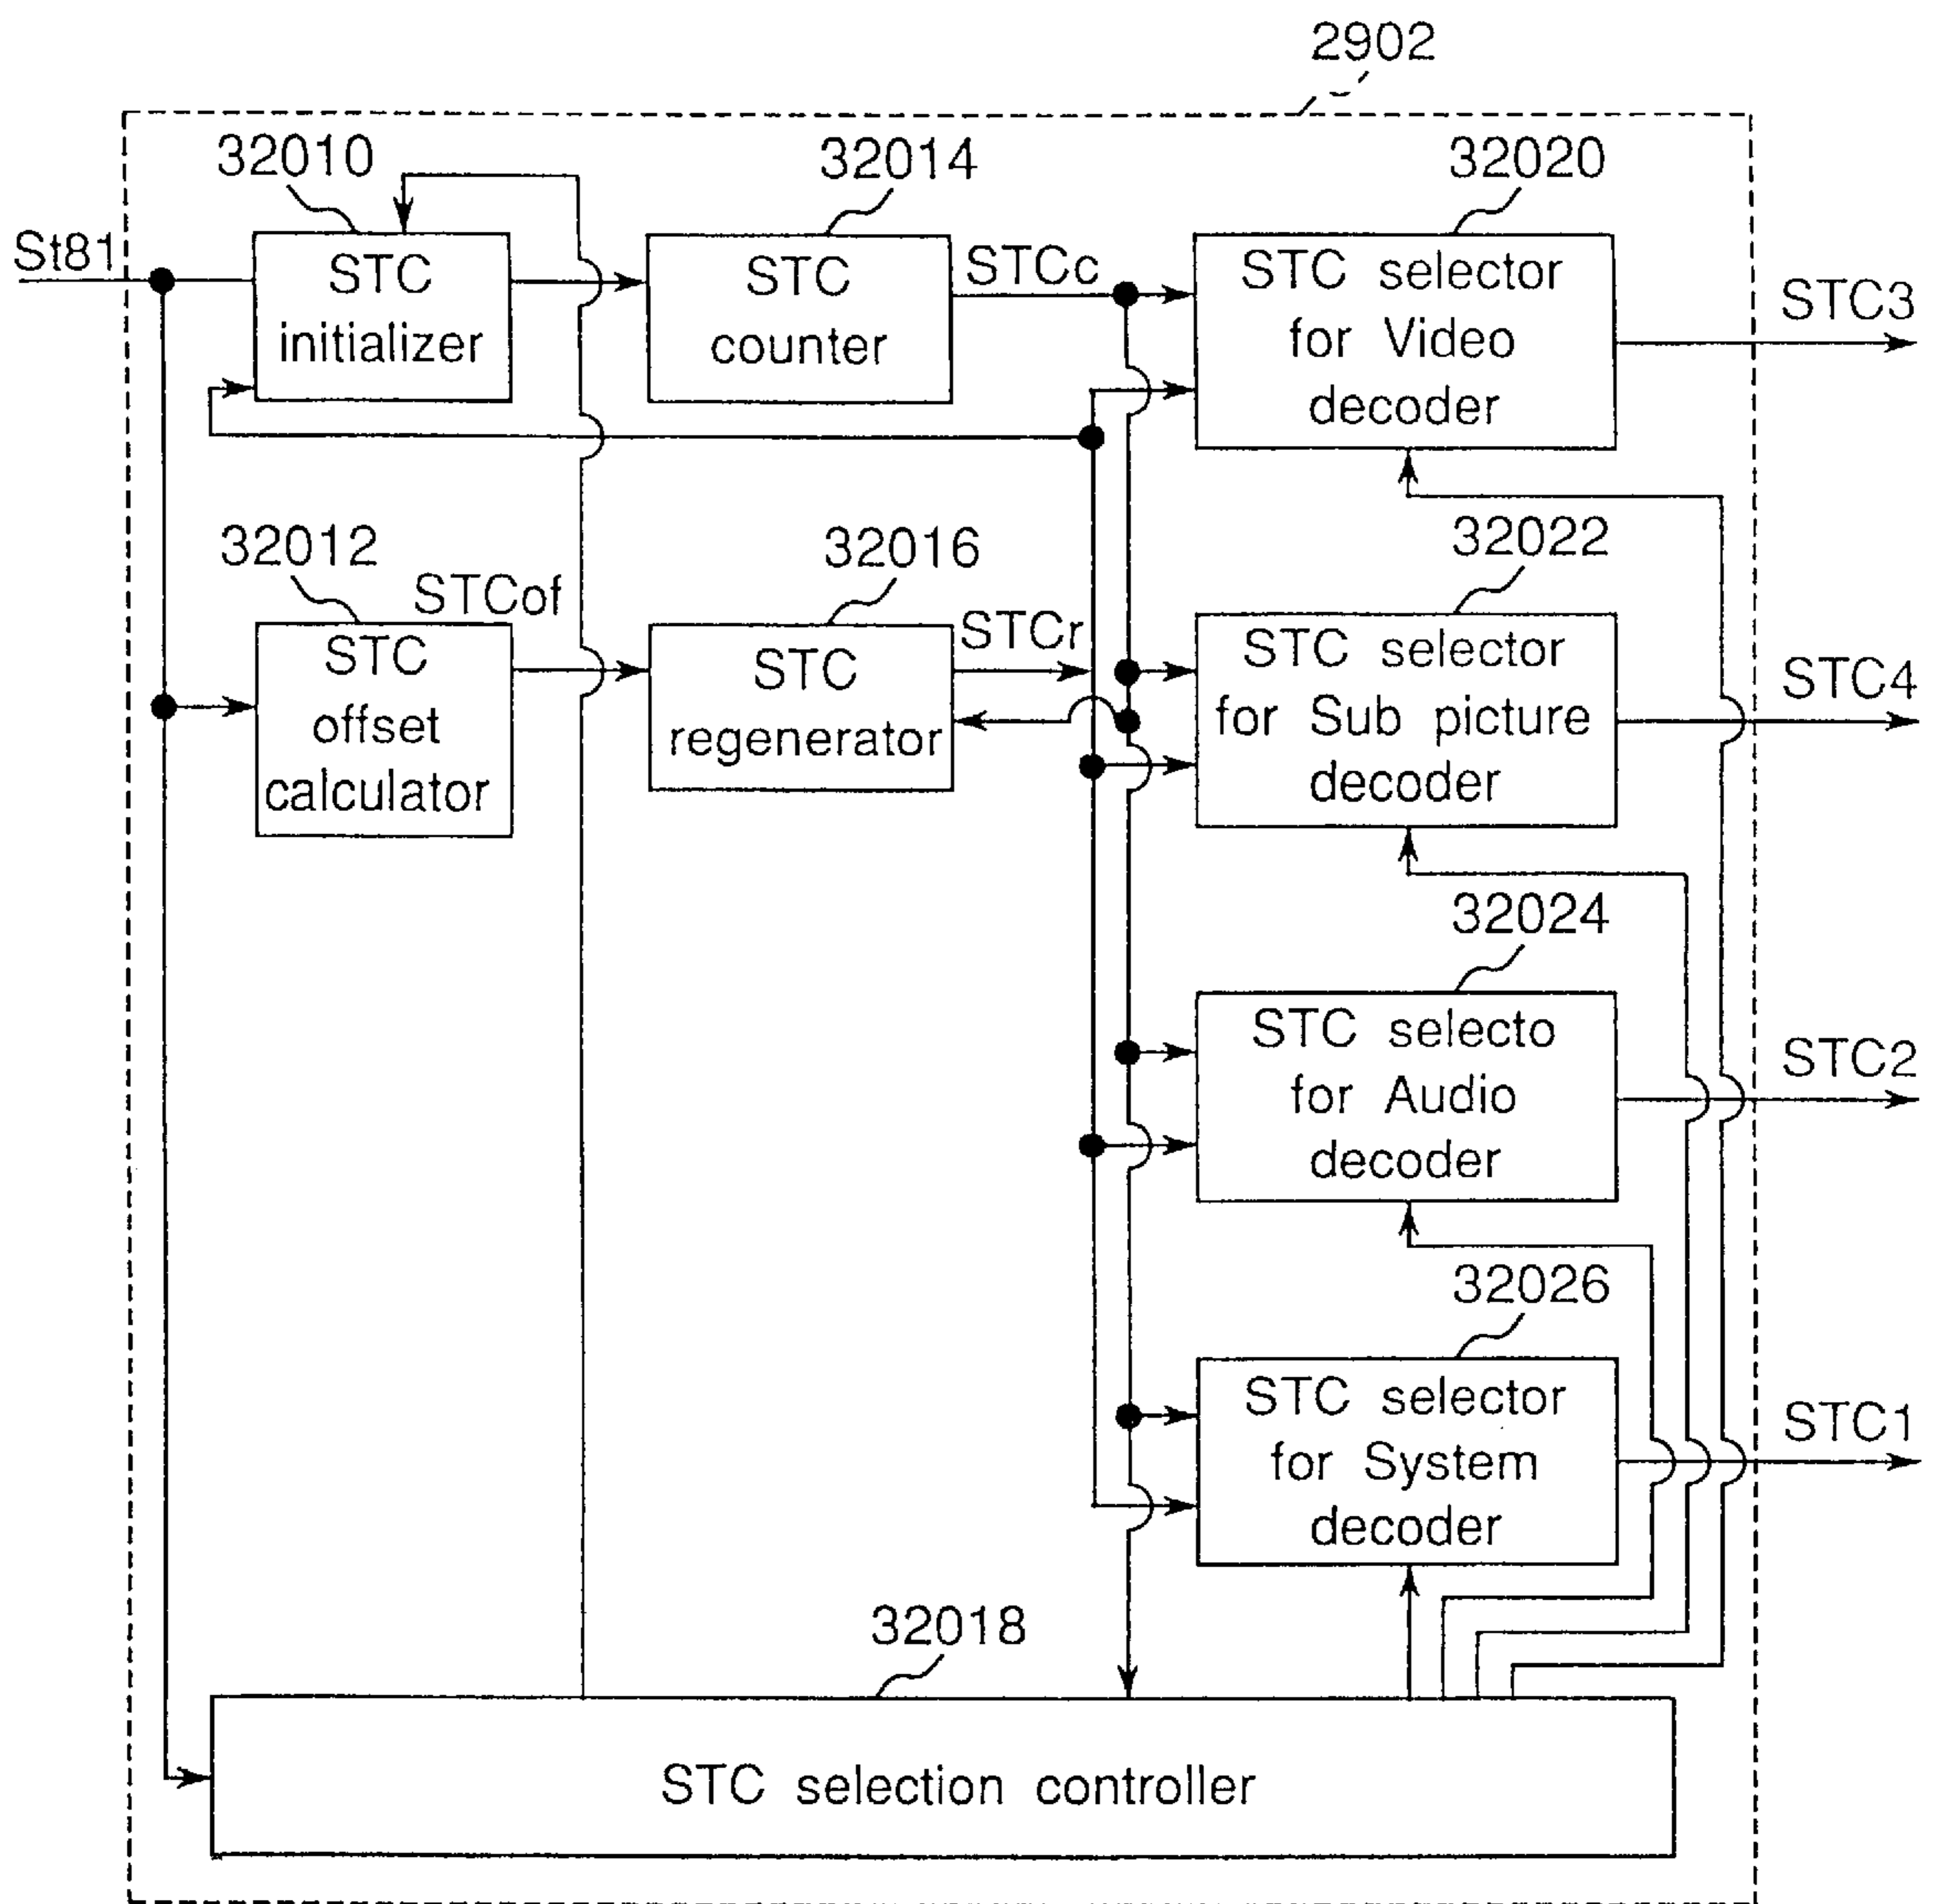 2902
32010
32014
32020
St81
STC
initializer
STC
counter
STCc
STC selector
for Video
decoder
STC3
32012
STCof
32016
32022
STC
offset
calculator
STC
regenerator
STCr
STC selector
for Sub picture
decoder
STC4
32024
STC selecto
for Audio
decoder
STC2
32026
STC selector
for System
decoder
STC1
32018
STC selection controller